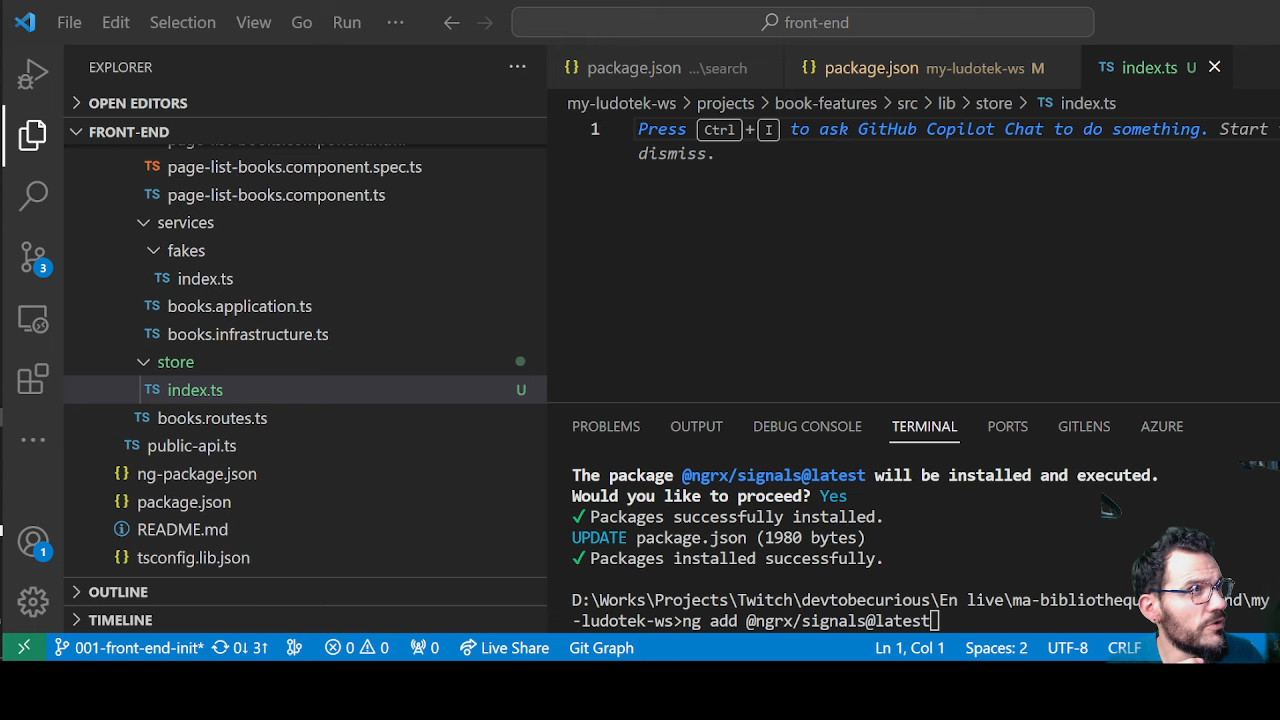 File Edit Selection View Go Run ··· front-end
EXPLORER
OPEN EDITORS
FRONT-END
page-list-books.component.spec.ts
page-list-books.component.ts
services
fakes
index.ts
books.application.ts
books.infrastructure.ts
store
index.ts U
books.routes.ts
public-api.ts
ng-package.json
package.json
README.md
tsconfig.lib.json
OUTLINE
TIMELINE
3
1
package.json ...\search package.json my-ludotek-ws M index.ts U
my-ludotek-ws > projects > book-features > src > lib > store > TS index.ts
1 Press Ctrl + I to ask GitHub Copilot Chat to do something. Start
dismiss.
PROBLEMS OUTPUT DEBUG CONSOLE TERMINAL PORTS GITLENS AZURE
The package @ngrx/signals@latest will be installed and executed.
Would you like to proceed? Yes
✓ Packages successfully installed.
UPDATE package.json (1980 bytes)
✓ Packages installed successfully.
D:\Works\Projects\Twitch\devtobecurious\En live\ma-bibliothequ nd\my
-ludotek-ws>ng add @ngrx/signals@latest
001-front-end-init* 0↓ 3↑ 0 0 0 Live Share Git Graph Ln 1, Col 1 Spaces: 2 UTF-8 CRLF